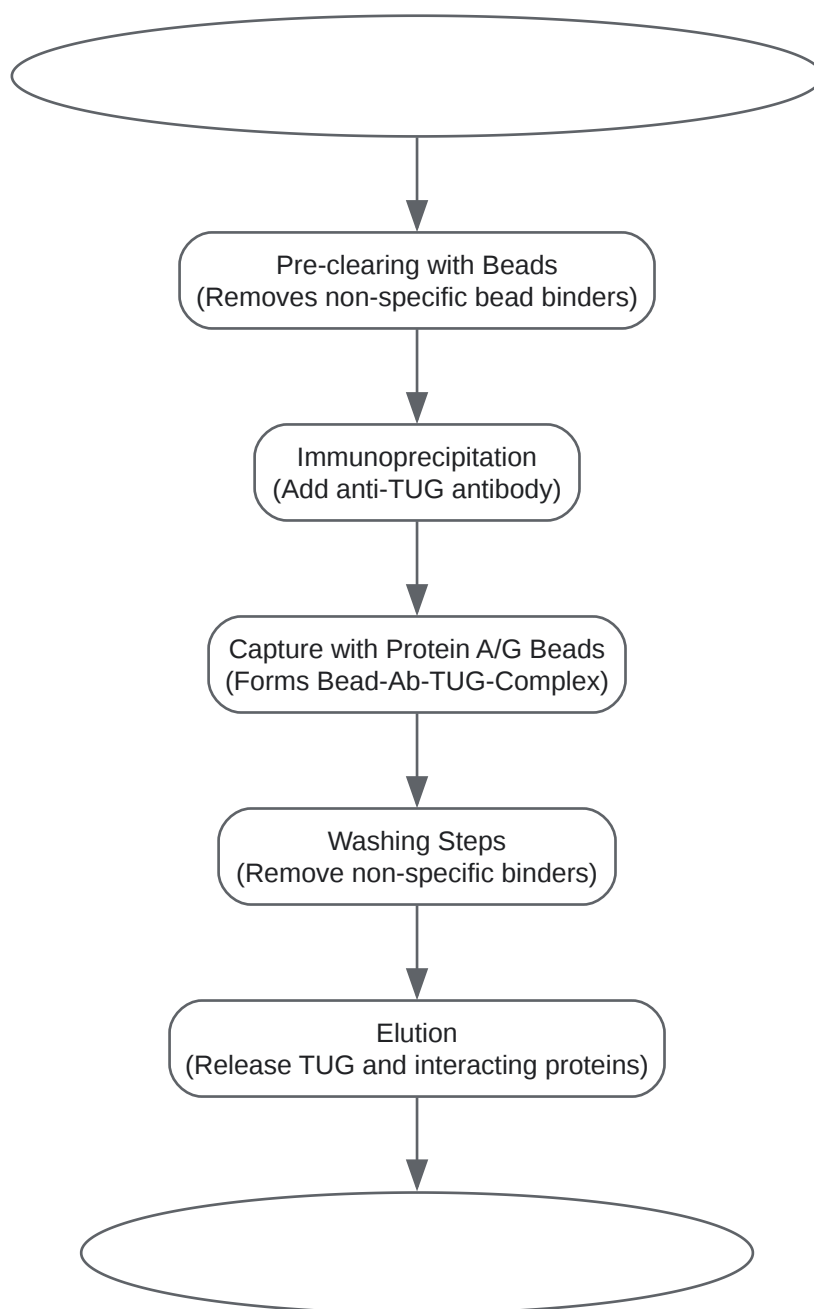 Pre-clearing with Beads
(Removes non-specific bead binders)
Immunoprecipitation
(Add anti-TUG antibody)
Capture with Protein A/G Beads
(Forms Bead-Ab-TUG-Complex)
Washing Steps
(Remove non-specific binders)
Elution
(Release TUG and interacting proteins)